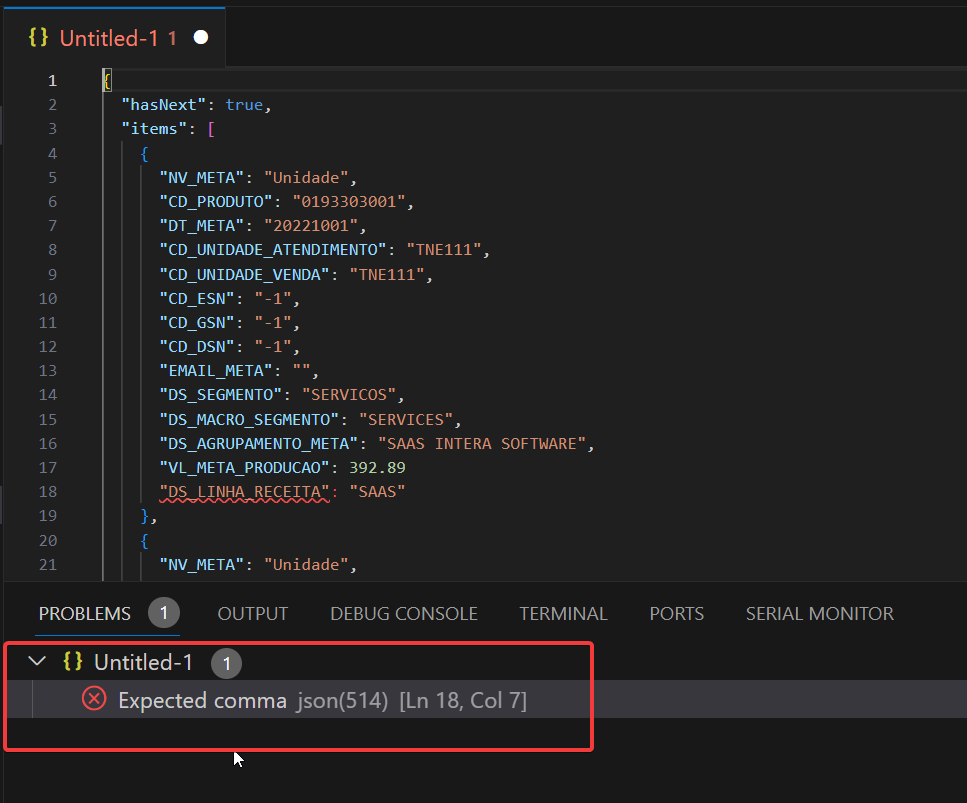 {} Untitled-1 1
1 {
2 "hasNext": true,
3 "items": [
4 {
5 "NV_META": "Unidade",
6 "CD_PRODUTO": "0193303001",
7 "DT_META": "20221001",
8 "CD_UNIDADE_ATENDIMENTO": "TNE111",
9 "CD_UNIDADE_VENDA": "TNE111",
10 "CD_ESN": "-1",
11 "CD_GSN": "-1",
12 "CD_DSN": "-1",
13 "EMAIL_META": "",
14 "DS_SEGMENTO": "SERVICOS",
15 "DS_MACRO_SEGMENTO": "SERVICES",
16 "DS_AGRUPAMENTO_META": "SAAS INTERA SOFTWARE",
17 "VL_META_PRODUCAO": 392.89
18 "DS_LINHA_RECEITA": "SAAS"
19 },
20 {
21 "NV_META": "Unidade",
PROBLEMS 1 OUTPUT DEBUG CONSOLE TERMINAL PORTS SERIAL MONITOR
{} Untitled-1 1
Expected comma json(514) [Ln 18, Col 7]